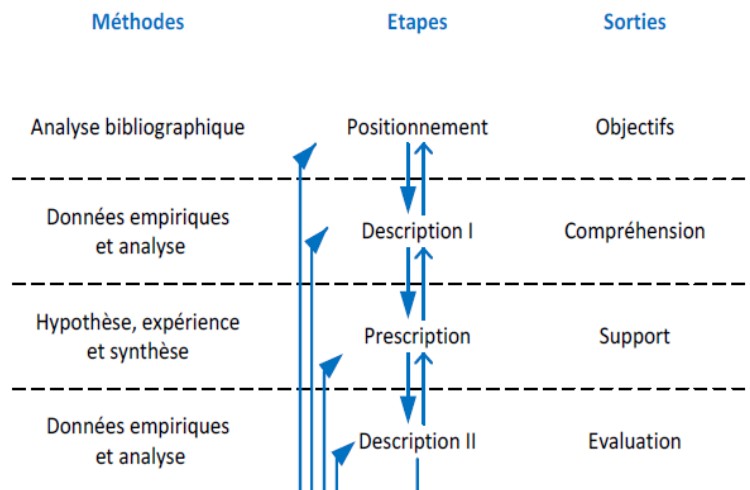 Méthodes Etapes Sorties
Analyse bibliographique Positionnement Objectifs
Données empiriques
et analyse
Description I Compréhension
Hypothèse, expérience
et synthèse
Prescription Support
Données empiriques
et analyse
Description II Evaluation